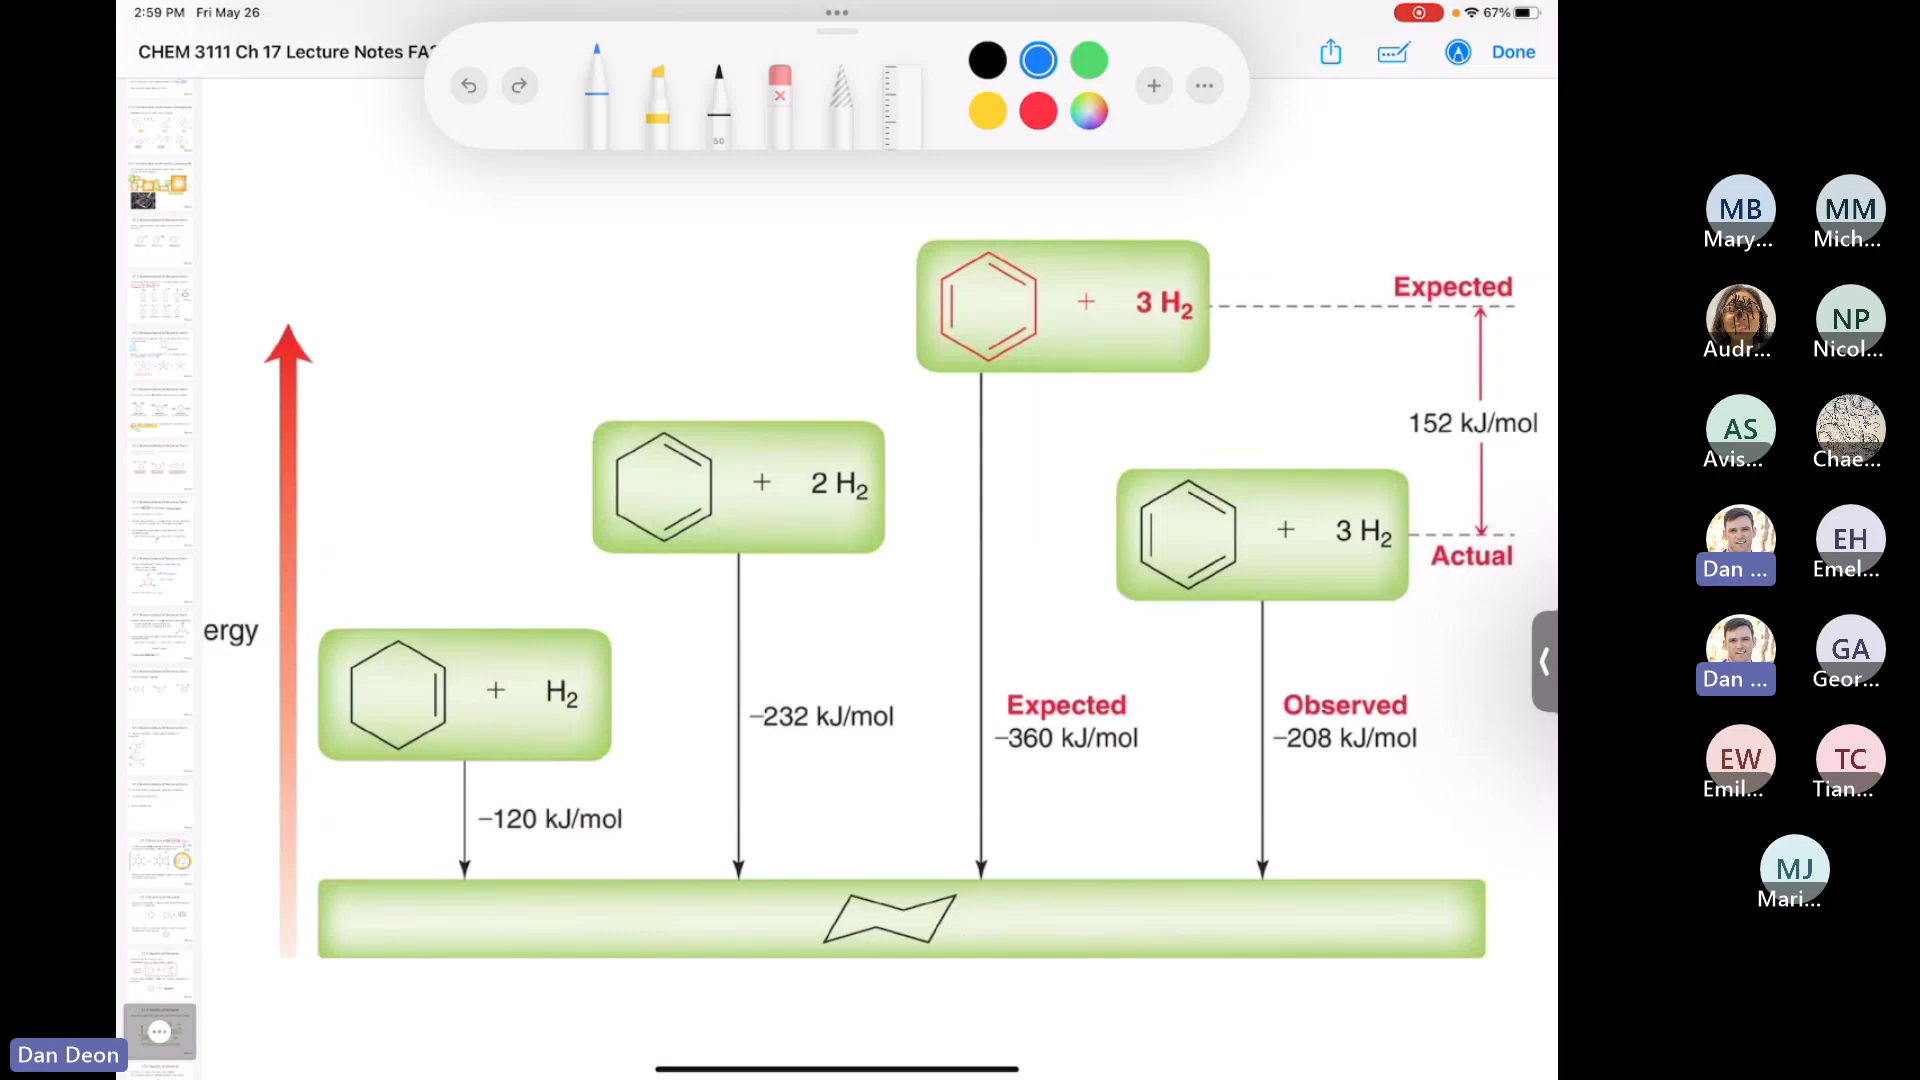 2:59 PM Fri May 26
67%
CHEM 3111 Ch 17 Lecture Notes FA
Done
50
Expected
+ 3 H₂
152 kJ/mol
+ 2 H₂
+ 3 H₂
Actual
ergy
+ H₂
−232 kJ/mol
Expected
−360 kJ/mol
Observed
−208 kJ/mol
−120 kJ/mol
MB
Mary...
MM
Mich...
Audr...
NP
Nicol...
AS
Avis...
Chae...
Dan ...
EH
Emel...
Dan ...
GA
Geor...
EW
Emil...
TC
Tian...
MJ
Mari...
Dan Deon